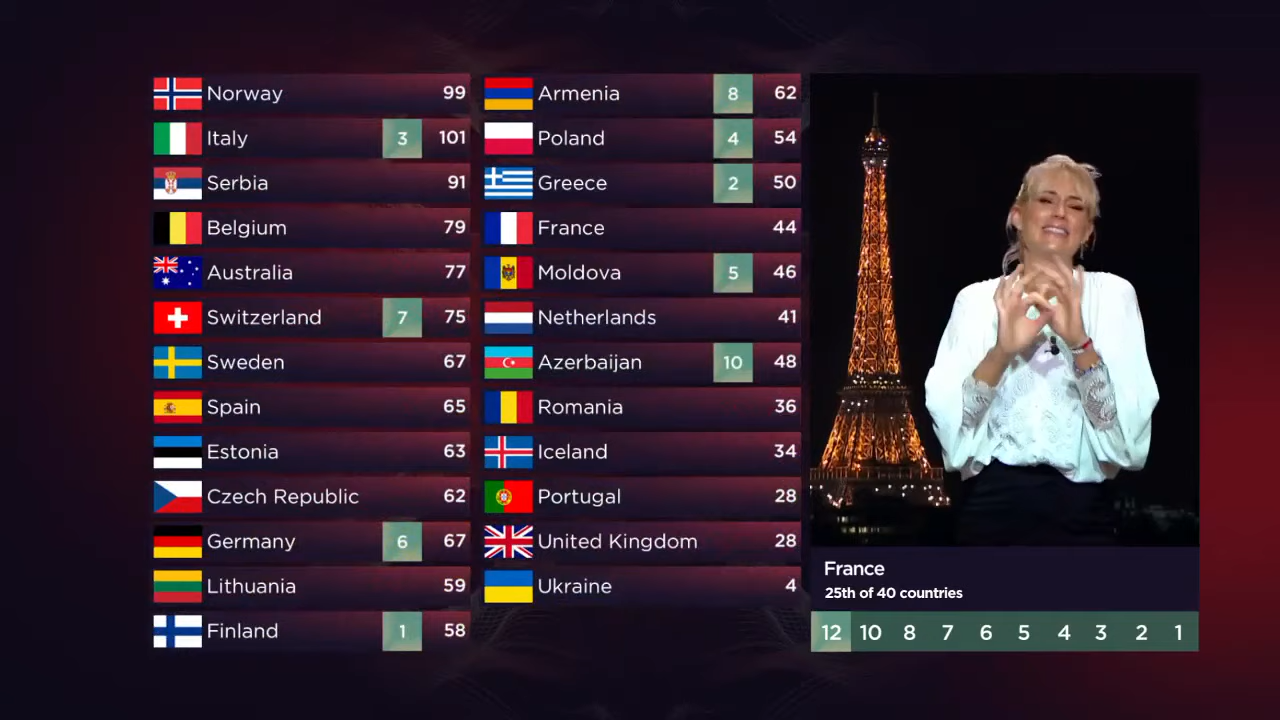 Norway 99
Italy 3 101
Serbia 91
Belgium 79
Australia 77
Switzerland 7 75
Sweden 67
Spain 65
Estonia 63
Czech Republic 62
Germany 6 67
Lithuania 59
Finland 1 58
Armenia 8 62
Poland 4 54
Greece 2 50
France 44
Moldova 5 46
Netherlands 41
Azerbaijan 10 48
Romania 36
Iceland 34
Portugal 28
United Kingdom 28
Ukraine 4
France
25th of 40 countries
12 10 8 7 6 5 4 3 2 1